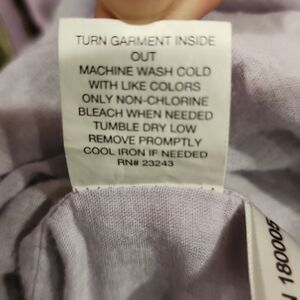 TURN GARMENT INSIDE
OUT
MACHINE WASH COLD
WITH LIKE COLORS
ONLY NON-CHLORINE
BLEACH WHEN NEEDED
TUMBLE DRY LOW
REMOVE PROMPTLY
COOL IRON IF NEEDED
RN# 23243
180005